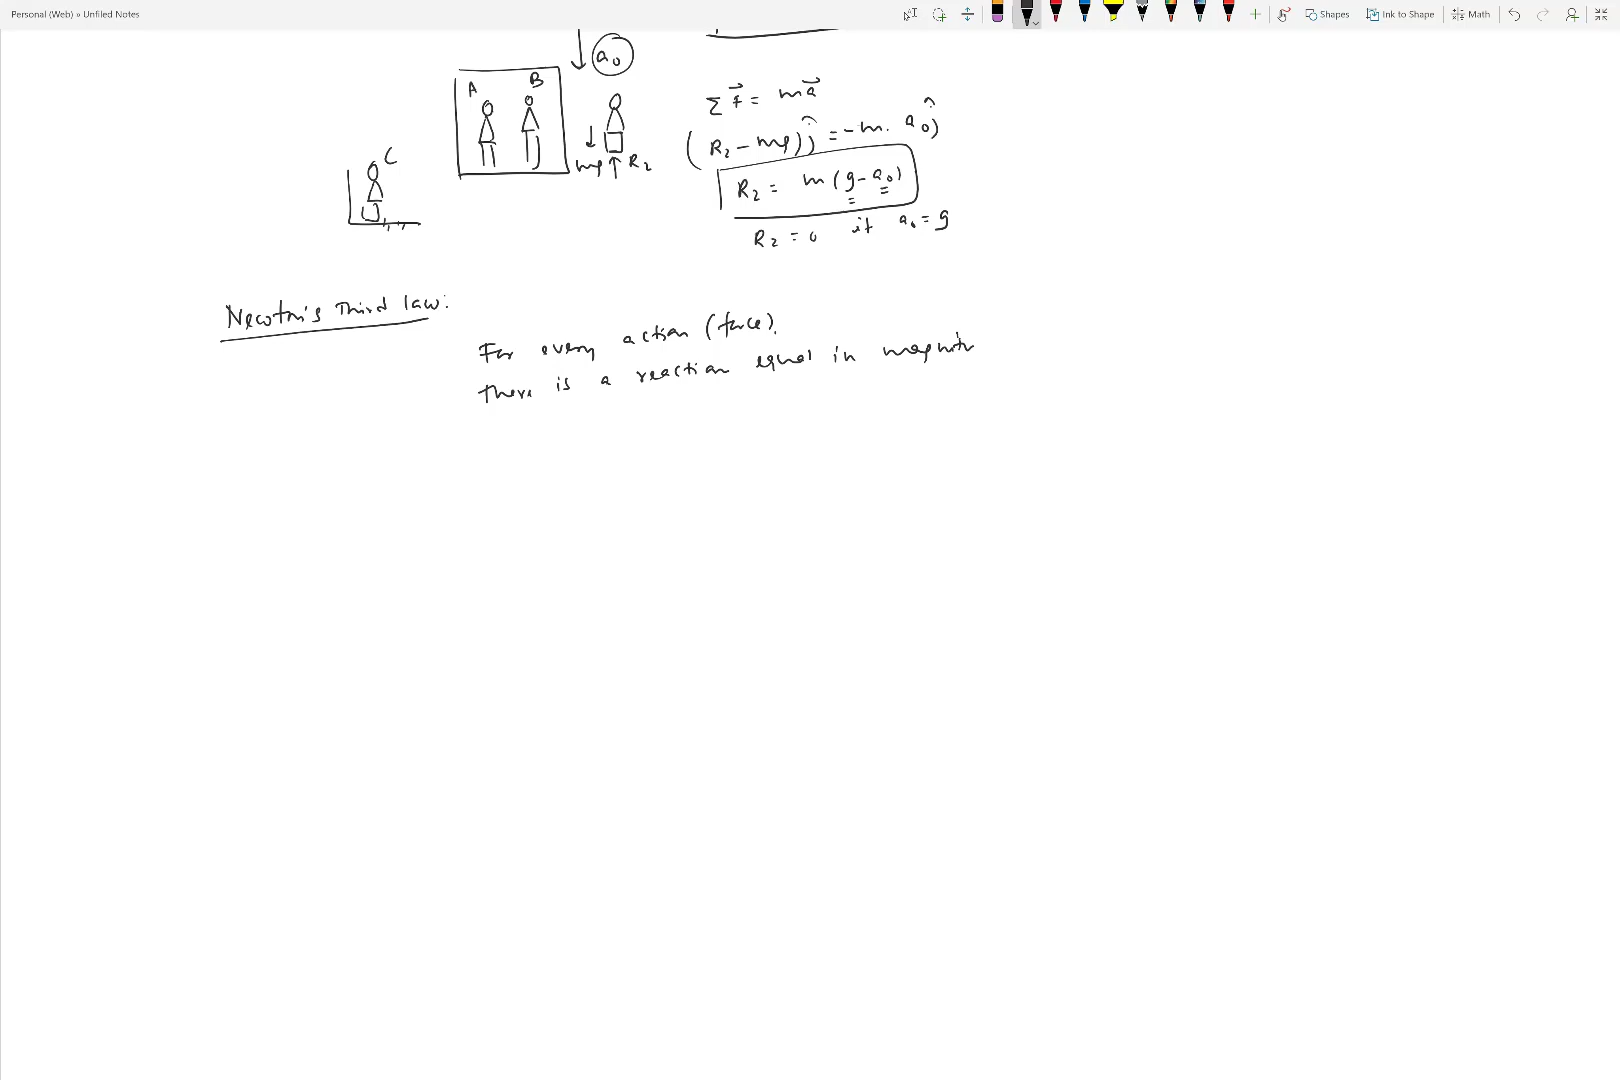 Personal (Web) » Unfiled Notes
Shapes
Ink to Shape
Math
a₀
A B
C
mg R₂
Σ F⃗ = m a⃗
(R₂ - mg) ĵ = -m. a₀ ĵ
R₂ = m (g - a₀)
R₂ = 0 if a₀ = g
Newton's Third law:
For every action (force).
there is a reaction equal in magnitu